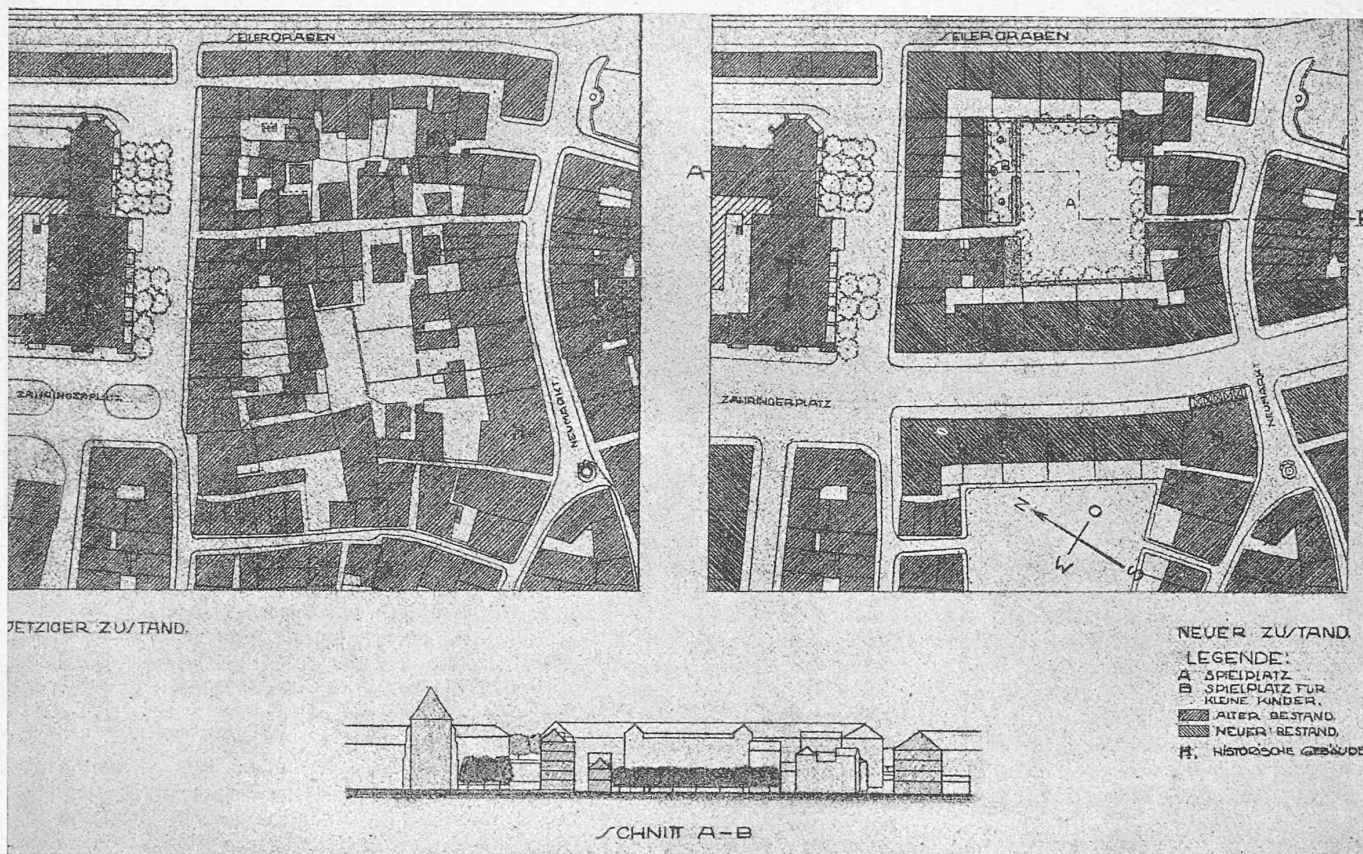 SEILERGRABEN
ZÄHRINGERPLATZ
NEUMARKT
JETZIGER ZUSTAND.
SEILERGRABEN
A
A
B
ZÄHRINGERPLATZ
NEUMARKT
N
O
W
S
NEUER ZUSTAND.
LEGENDE:
A SPIELPLATZ
B SPIELPLATZ FÜR
KLEINE KINDER.
ALTER BESTAND.
NEUER BESTAND.
H. HISTORISCHE GEBÄUDE
SCHNITT A-B